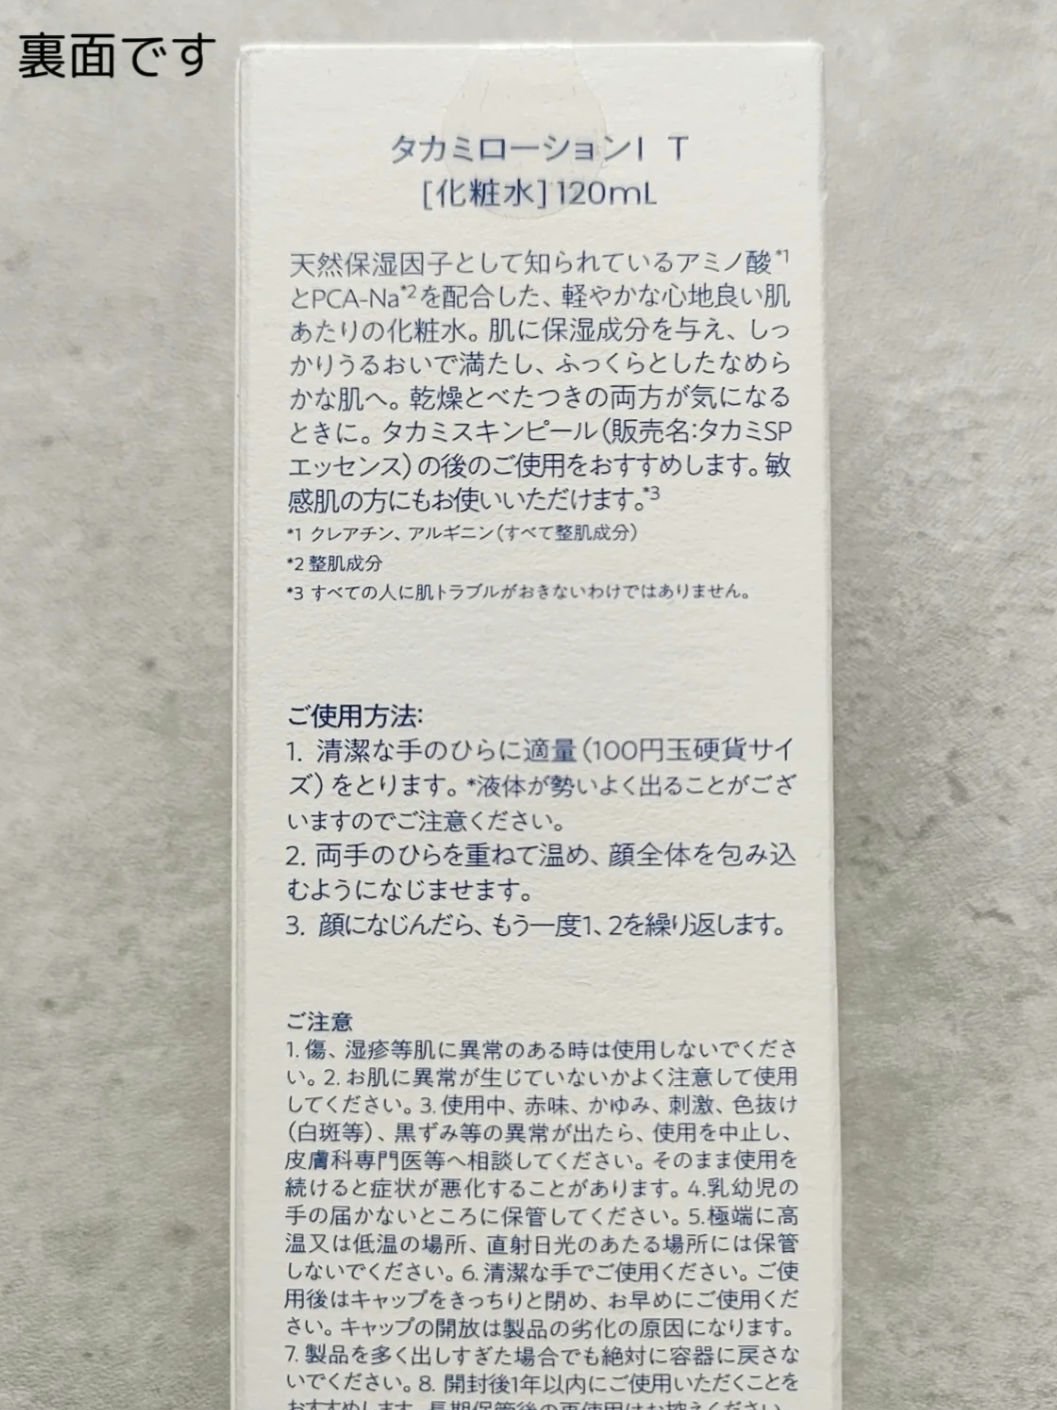 裏面です
タカミローションI T
[化粧水]120mL
天然保湿因子として知られているアミノ酸*1
とPCA-Na*2を配合した、軽やかな心地良い肌
あたりの化粧水。肌に保湿成分を与え、しっ
かりうるおいで満たし、ふっくらとしたなめら
かな肌へ。乾燥とべたつきの両方が気になる
ときに。タカミスキンピール(販売名:タカミSP
エッセンス)の後のご使用をおすすめします。敏
感肌の方にもお使いいただけます。*3
*1 クレアチン、アルギニン(すべて整肌成分)
*2 整肌成分
*3 すべての人に肌トラブルがおきないわけではありません。
ご使用方法:
1. 清潔な手のひらに適量(100円玉硬貨サイ
ズ)をとります。*液体が勢いよく出ることがござ
いますのでご注意ください。
2. 両手のひらを重ねて温め、顔全体を包み込
むようになじませます。
3. 顔になじんだら、もう一度1、2を繰り返します。
ご注意
1. 傷、湿疹等肌に異常のある時は使用しないでくださ
い。2. お肌に異常が生じていないかよく注意して使用
してください。3. 使用中、赤味、かゆみ、刺激、色抜け
(白斑等)、黒ずみ等の異常が出たら、使用を中止し、
皮膚科専門医等へ相談してください。そのまま使用を
続けると症状が悪化することがあります。4.乳幼児の
手の届かないところに保管してください。5.極端に高
温又は低温の場所、直射日光のあたる場所には保管
しないでください。6. 清潔な手でご使用ください。ご使
用後はキャップをきっちりと閉め、お早めにご使用くだ
さい。キャップの開放は製品の劣化の原因になります。
7. 製品を多く出しすぎた場合でも絶対に容器に戻さな
いでください。8. 開封後1年以内にご使用いただくことを
おすすめします。長期保管後の再使用はお控えください。